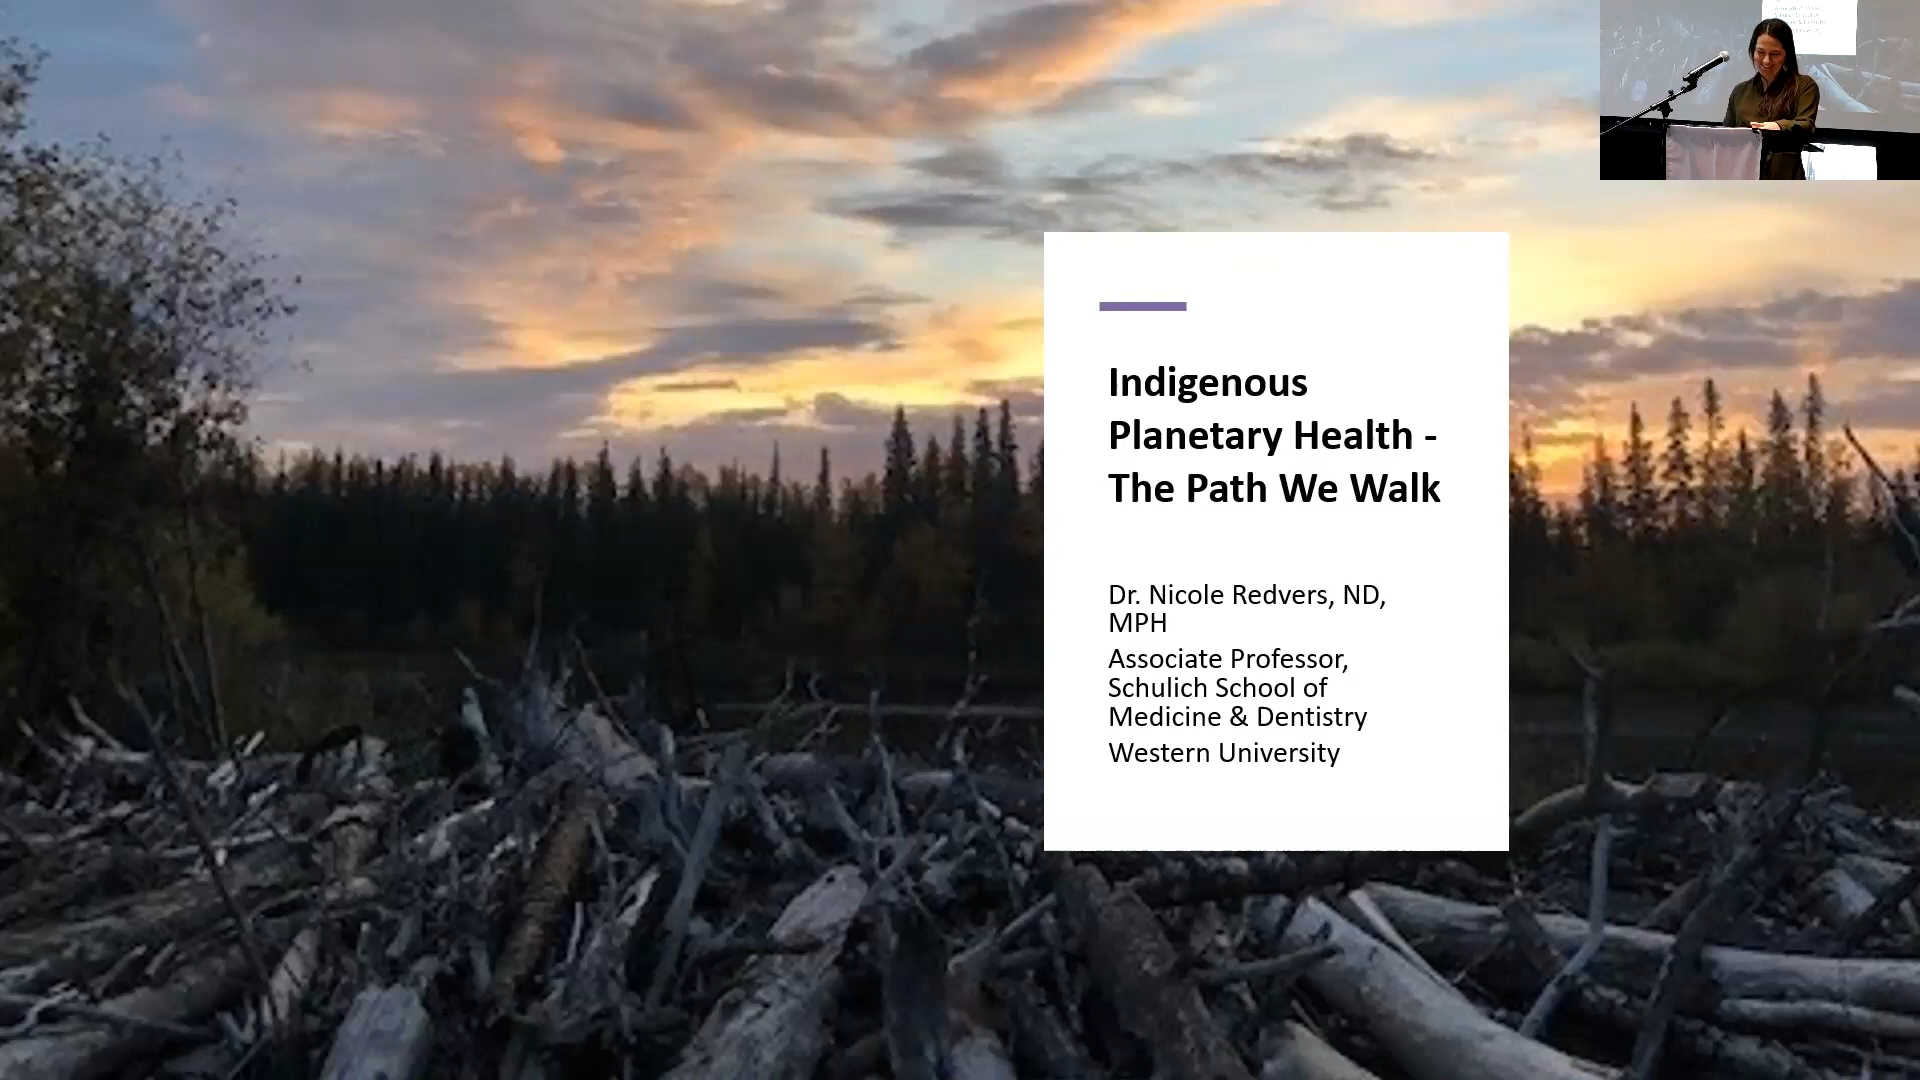 Indigenous
Planetary Health -
The Path We Walk
Dr. Nicole Redvers, ND,
MPH
Associate Professor,
Schulich School of
Medicine & Dentistry
Western University